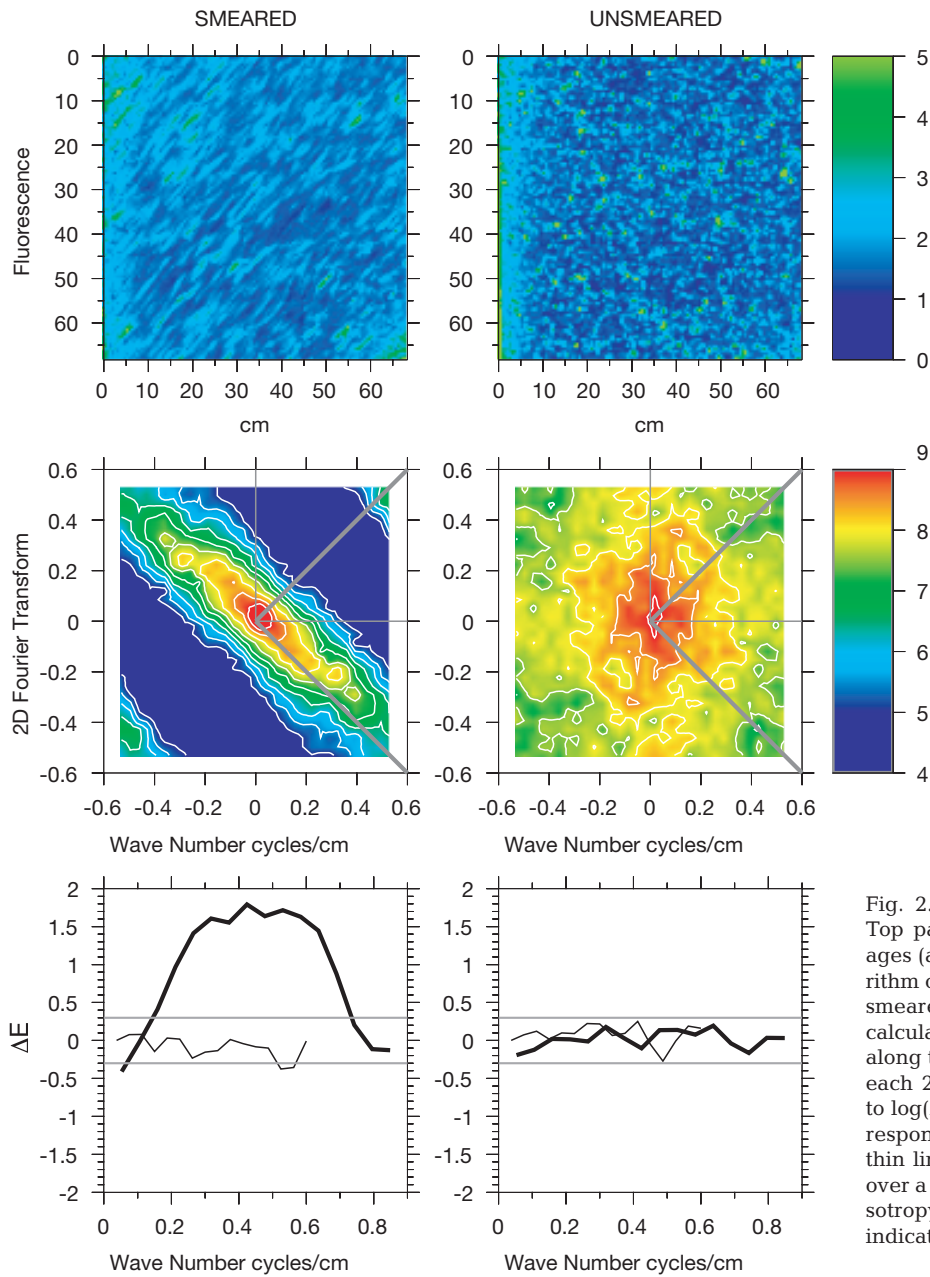 SMEARED
UNSMEARED
Fluorescence
0
10
20
30
40
50
60
0 10 20 30 40 50 60
cm
0
10
20
30
40
50
60
0 10 20 30 40 50 60
cm
5
4
3
2
1
0
2D Fourier Transform
0.6
0.4
0.2
0
-0.2
-0.4
-0.6
-0.6 -0.4 -0.2 0 0.2 0.4 0.6
Wave Number cycles/cm
0.6
0.4
0.2
0
-0.2
-0.4
-0.6
-0.6 -0.4 -0.2 0 0.2 0.4 0.6
Wave Number cycles/cm
9
8
7
6
5
4
ΔE
2
1.5
1
0.5
0
-0.5
-1
-1.5
-2
0 0.2 0.4 0.6 0.8
Wave Number cycles/cm
2
1.5
1
0.5
0
-0.5
-1
-1.5
-2
0 0.2 0.4 0.6 0.8
Wave Number cycles/cm
Fig. 2.
Top pa
ages (a
rithm o
smeare
calcula
along t
each 2
to log(
respon
thin lin
over a
sotropy
indicat